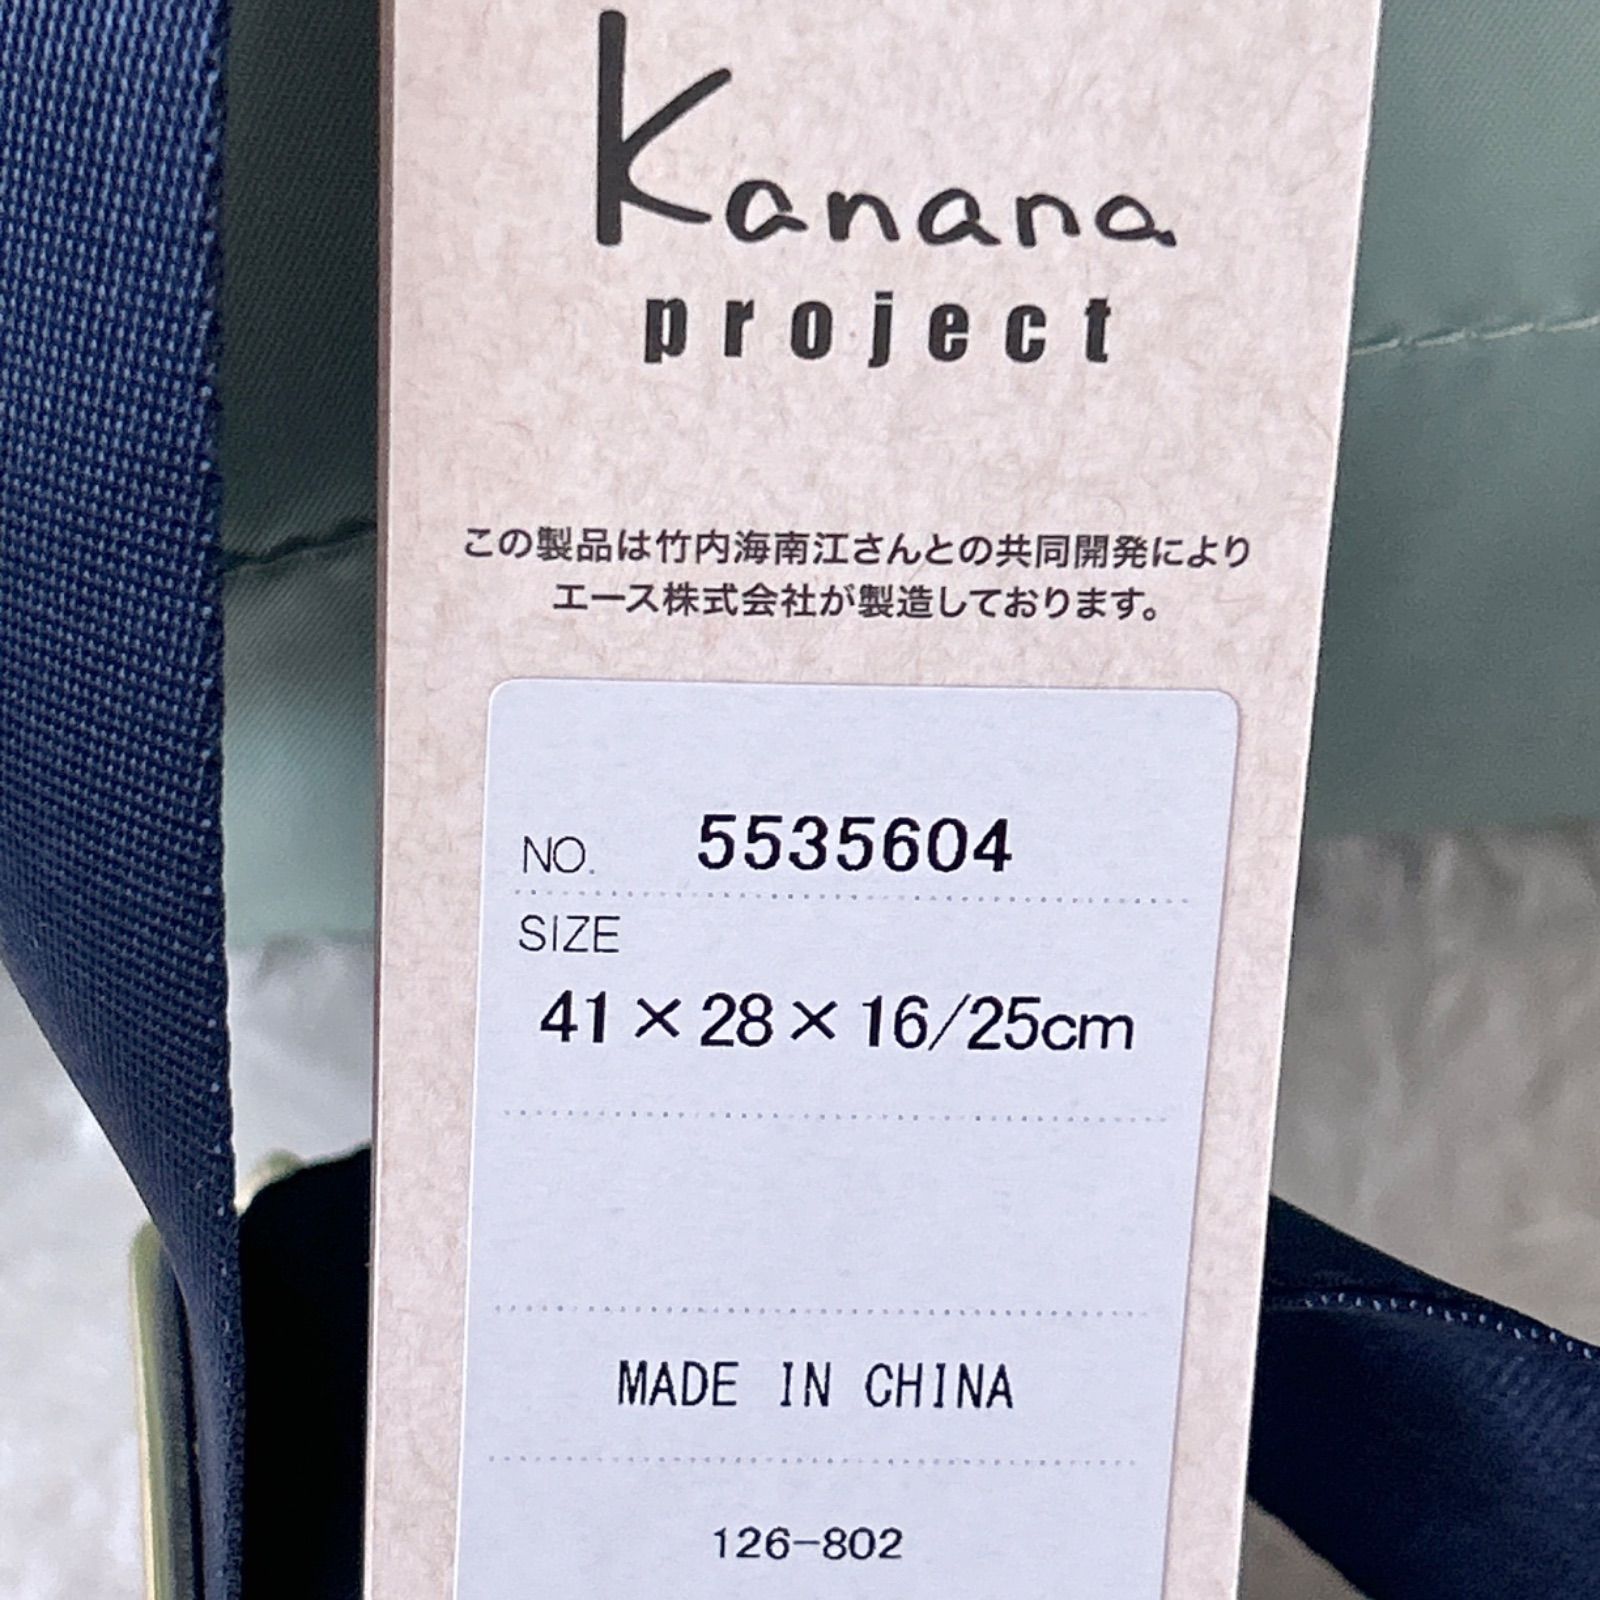 Kanana
project
この製品は竹内海南江さんとの共同開発により
エース株式会社が製造しております。
NO. 5535604
SIZE
41×28×16/25cm
MADE IN CHINA
126-802